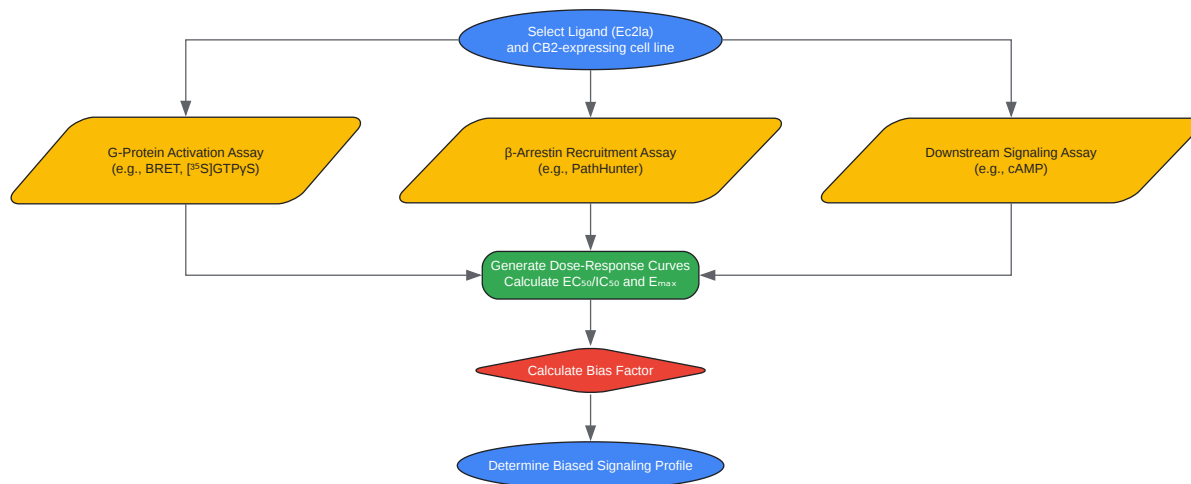 Select Ligand (Ec2la)
and CB2-expressing cell line
G-Protein Activation Assay
(e.g., BRET, [³⁵S]GTPγS)
β-Arrestin Recruitment Assay
(e.g., PathHunter)
Downstream Signaling Assay
(e.g., cAMP)
Generate Dose-Response Curves
Calculate EC₅₀/IC₅₀ and Eₘₐₓ
Calculate Bias Factor
Determine Biased Signaling Profile